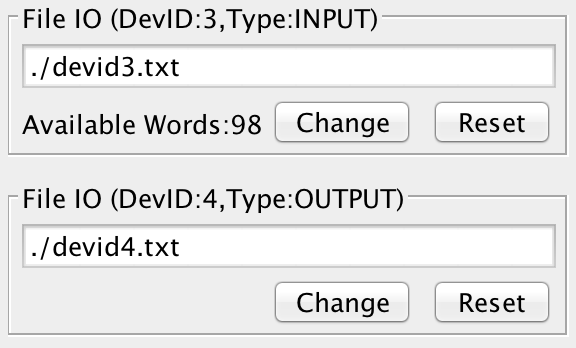 File IO (DevID:3,Type:INPUT)
./devid3.txt
Available Words:98 Change Reset
File IO (DevID:4,Type:OUTPUT)
./devid4.txt
Change Reset